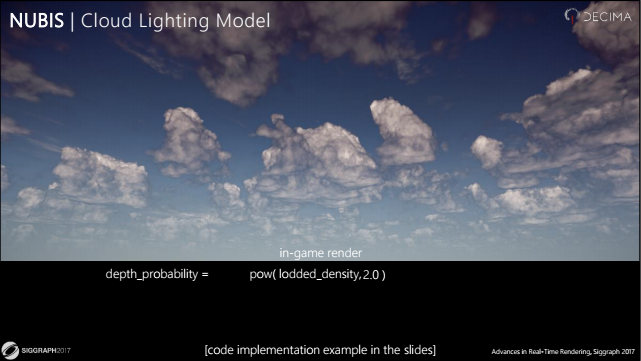 NUBIS | Cloud Lighting Model
DECIMA
in-game render
depth_probability = pow( lodded_density, 2.0 )
SIGGRAPH2017
[code implementation example in the slides]
Advances in Real-Time Rendering, Siggraph 2017